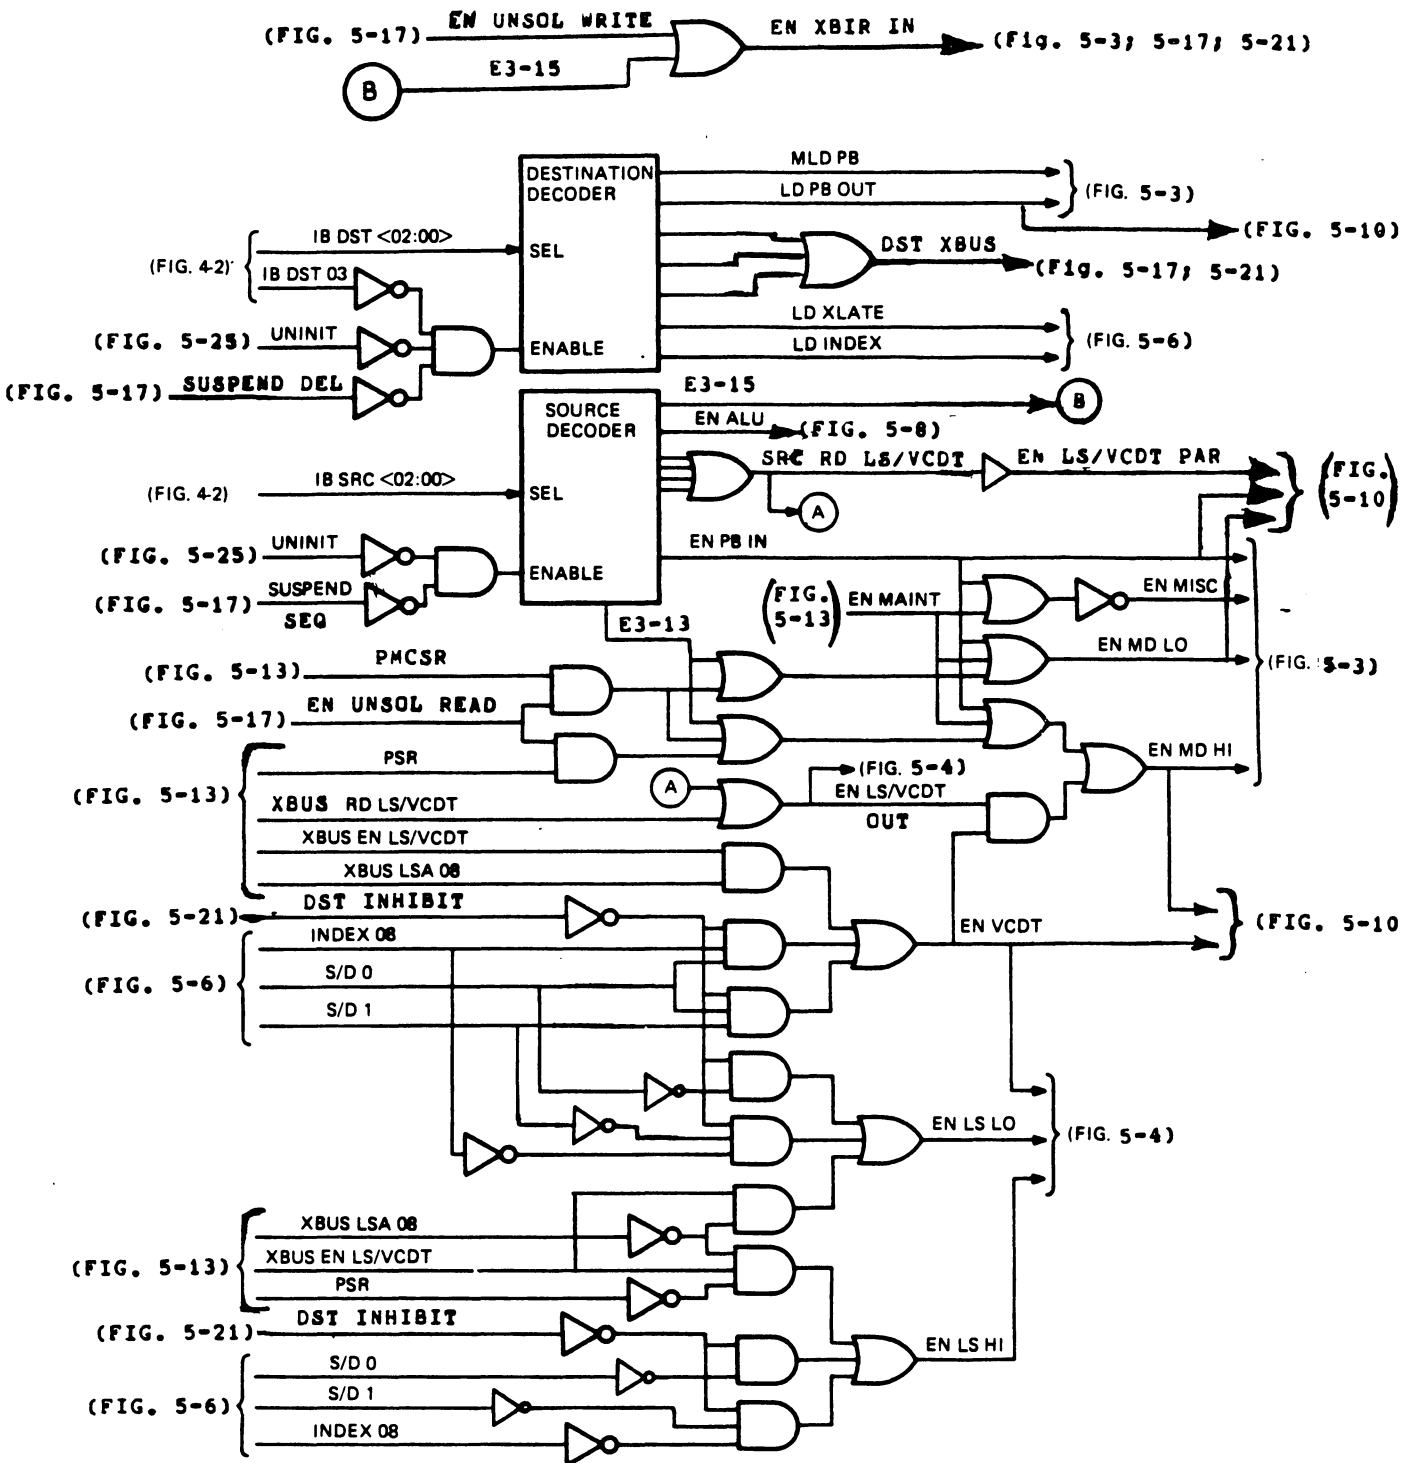 (FIG. 5-17) EN UNSOL WRITE EN XBIR IN (Fig. 5-3; 5-17; 5-21)
B E3-15
DESTINATION DECODER
MLD PB
LD PB OUT
(FIG. 5-3)
(FIG. 5-10)
(FIG. 4-2)
IB DST <02:00>
SEL
IB DST 03
DST XBUS
(Fig. 5-17; 5-21)
(FIG. 5-25) UNINIT
ENABLE
LD XLATE
LD INDEX
(FIG. 5-6)
(FIG. 5-17) SUSPEND DEL
SOURCE DECODER
E3-15
B
EN ALU
(FIG. 5-8)
SRC RD LS/VCDT
EN LS/VCDT PAR
(FIG. 5-10)
A
(FIG. 4-2)
IB SRC <02:00>
SEL
EN PB IN
(FIG. 5-25) UNINIT
ENABLE
(FIG. 5-17) SUSPEND SEQ
(FIG. 5-13)
EN MAINT
EN MISC
E3-13
EN MD LO
(FIG. 5-3)
(FIG. 5-13) PMCSR
(FIG. 5-17) EN UNSOL READ
EN MD HI
(FIG. 5-13)
PSR
(FIG. 5-4)
A
EN LS/VCDT OUT
XBUS RD LS/VCDT
XBUS EN LS/VCDT
XBUS LSA 08
(FIG. 5-21) DST INHIBIT
(FIG. 5-10
EN VCDT
(FIG. 5-6)
INDEX 08
S/D 0
S/D 1
EN LS LO
(FIG. 5-4)
(FIG. 5-13)
XBUS LSA 08
XBUS EN LS/VCDT
PSR
(FIG. 5-21) DST INHIBIT
EN LS HI
(FIG. 5-6)
S/D 0
S/D 1
INDEX 08